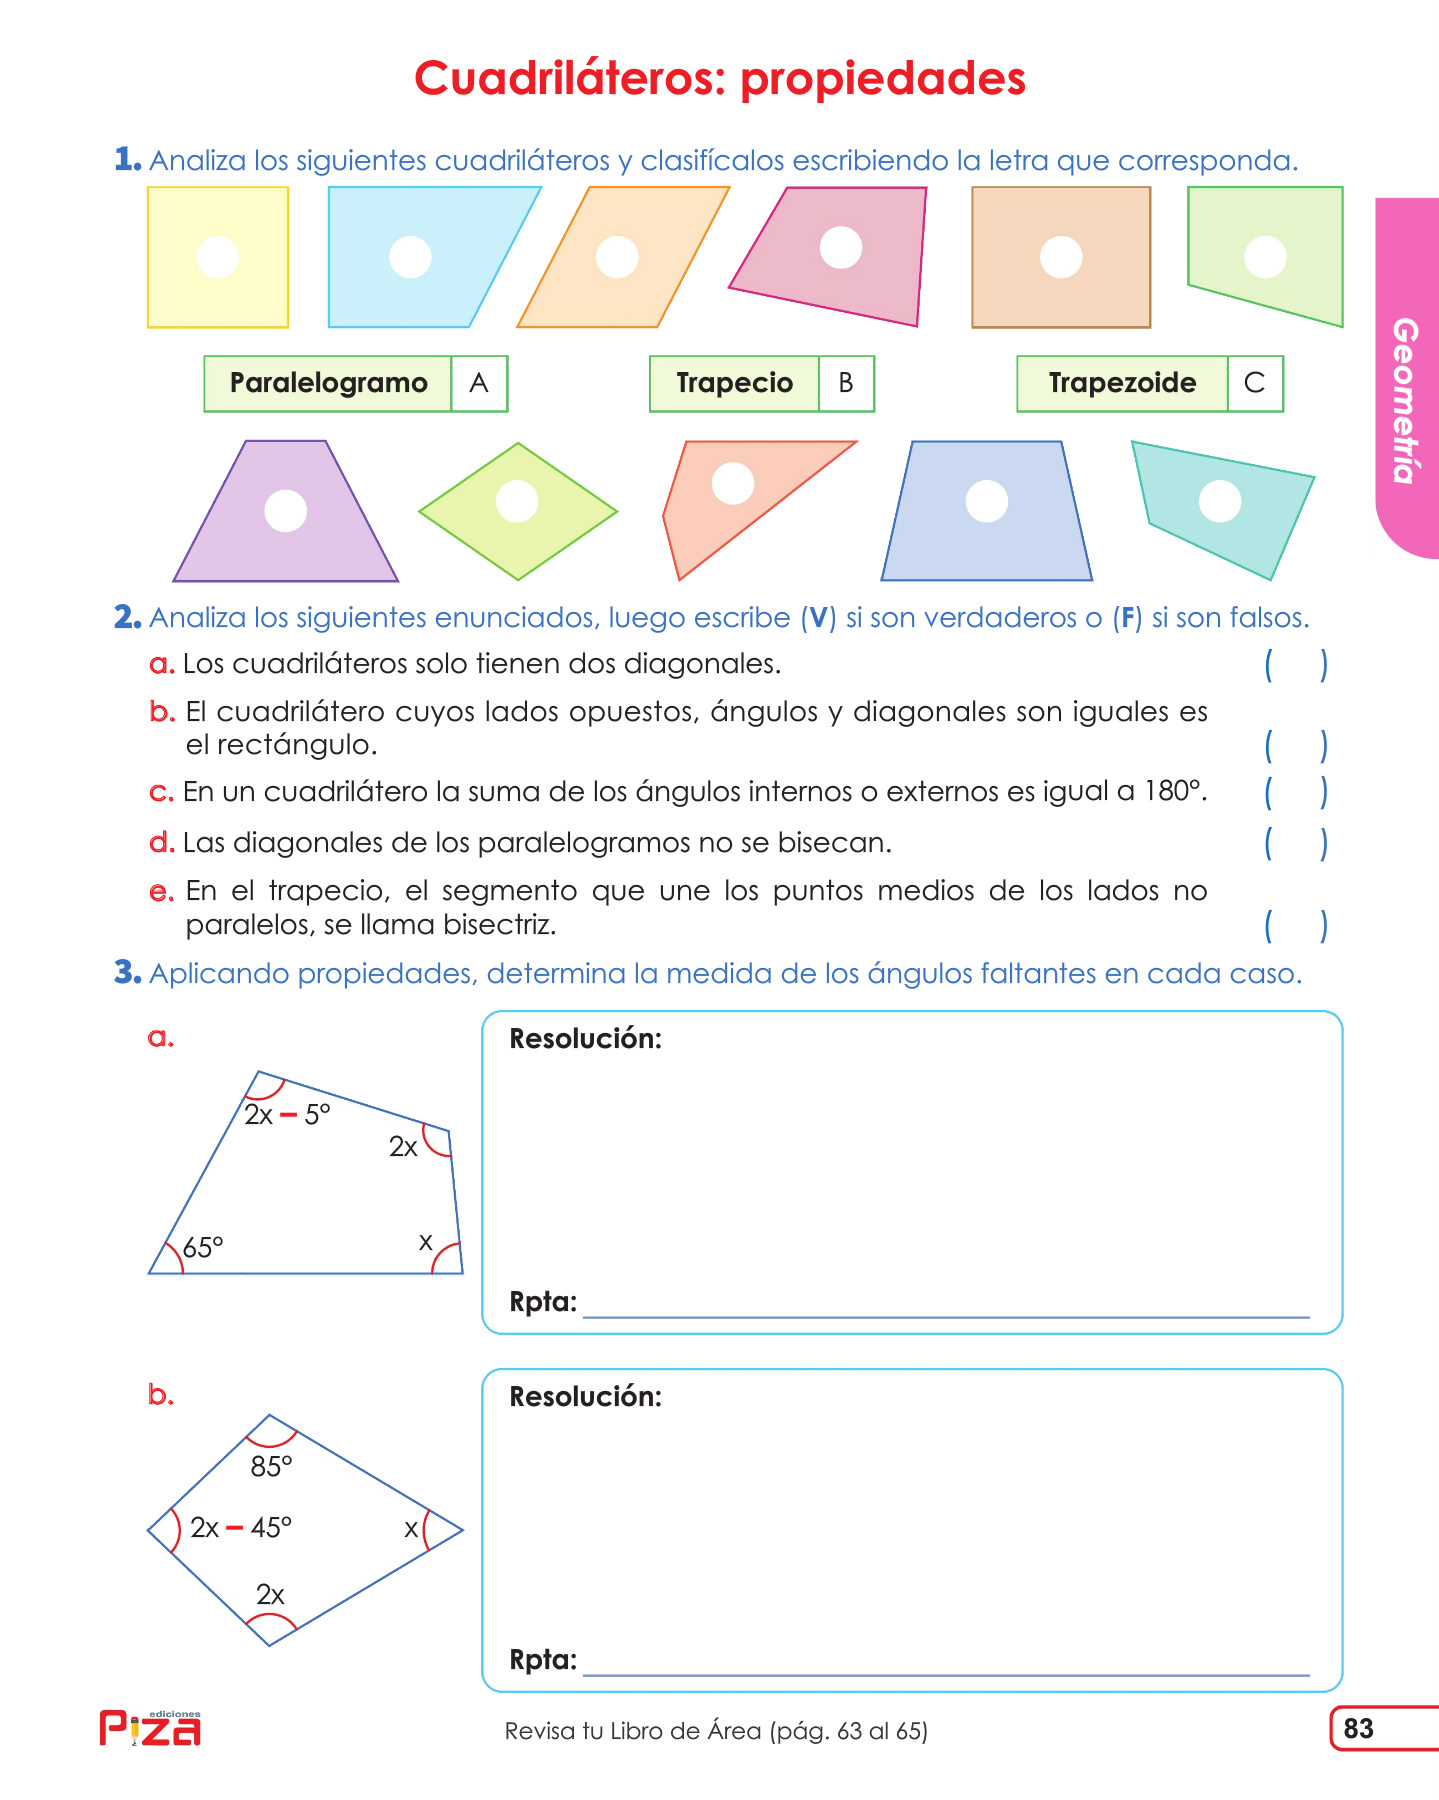 Cuadriláteros: propiedades
1. Analiza los siguientes cuadriláteros y clasifícalos escribiendo la letra que corresponda.
Paralelogramo A Trapecio B Trapezoide C
Geometría
2. Analiza los siguientes enunciados, luego escribe (V) si son verdaderos o (F) si son falsos.
a. Los cuadriláteros solo tienen dos diagonales. ( )
b. El cuadrilátero cuyos lados opuestos, ángulos y diagonales son iguales es
el rectángulo. ( )
c. En un cuadrilátero la suma de los ángulos internos o externos es igual a 180°. ( )
d. Las diagonales de los paralelogramos no se bisecan. ( )
e. En el trapecio, el segmento que une los puntos medios de los lados no
paralelos, se llama bisectriz. ( )
3. Aplicando propiedades, determina la medida de los ángulos faltantes en cada caso.
a.
2x – 5°
2x
65°
x
Resolución:
Rpta:
b.
85°
2x – 45°
x
2x
Resolución:
Rpta:
ediciones
Piza
Revisa tu Libro de Área (pág. 63 al 65)
83